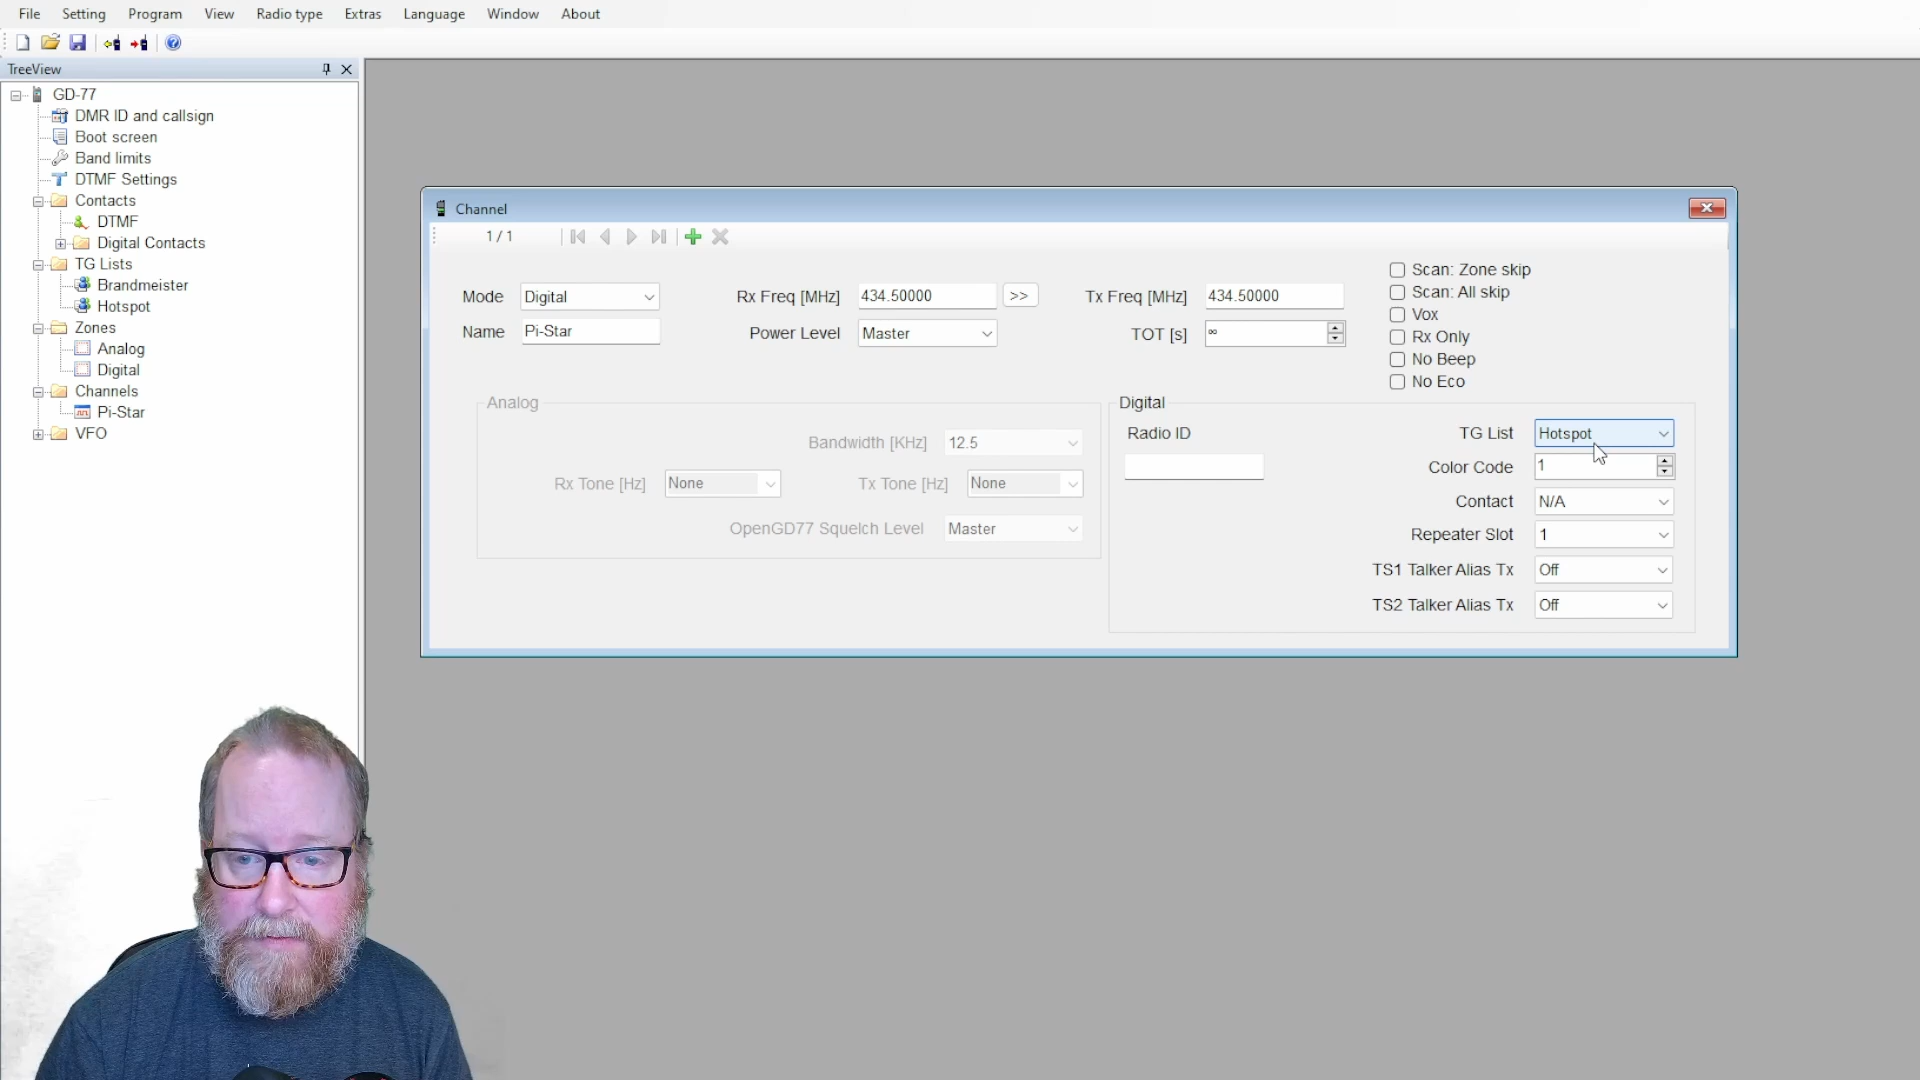 File Setting Program View Radio type Extras Language Window About
TreeView
GD-77
DMR ID and callsign
Boot screen
Band limits
DTMF Settings
Contacts
DTMF
Digital Contacts
TG Lists
Brandmeister
Hotspot
Zones
Analog
Digital
Channels
Pi-Star
VFO
Channel
1 / 1
Mode Digital Rx Freq [MHz] 434.50000 >> Tx Freq [MHz] 434.50000
Name Pi-Star Power Level Master TOT [s] ∞
Scan: Zone skip
Scan: All skip
Vox
Rx Only
No Beep
No Eco
Analog
Bandwidth [KHz] 12.5
Rx Tone [Hz] None Tx Tone [Hz] None
OpenGD77 Squelch Level Master
Digital
Radio ID TG List Hotspot
Color Code 1
Contact N/A
Repeater Slot 1
TS1 Talker Alias Tx Off
TS2 Talker Alias Tx Off